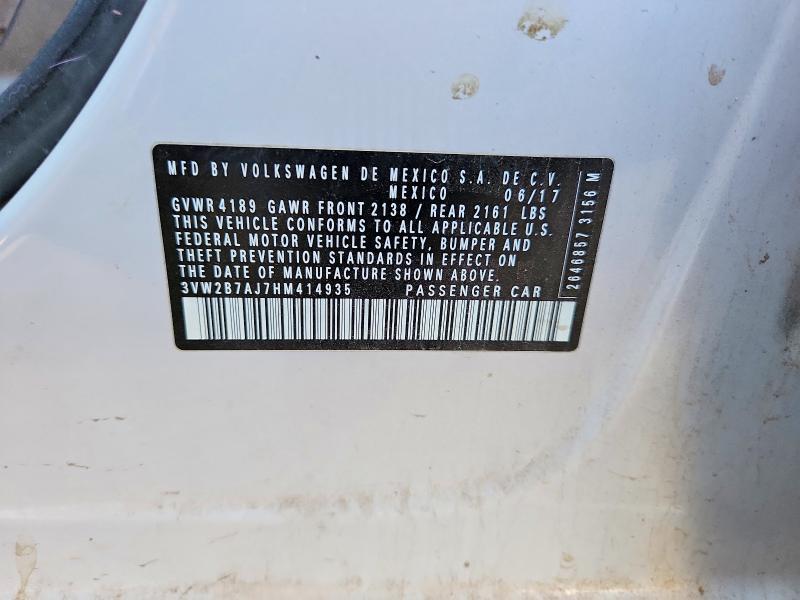 MFD BY VOLKSWAGEN DE MEXICO S.A. DE C.V.
MEXICO 06/17
GVWR 4189 GAWR FRONT 2138 / REAR 2161 LBS
THIS VEHICLE CONFORMS TO ALL APPLICABLE U.S.
FEDERAL MOTOR VEHICLE SAFETY, BUMPER AND
THEFT PREVENTION STANDARDS IN EFFECT ON
THE DATE OF MANUFACTURE SHOWN ABOVE.
3VW2B7AJ7HM414935 PASSENGER CAR
2646857 3156 M